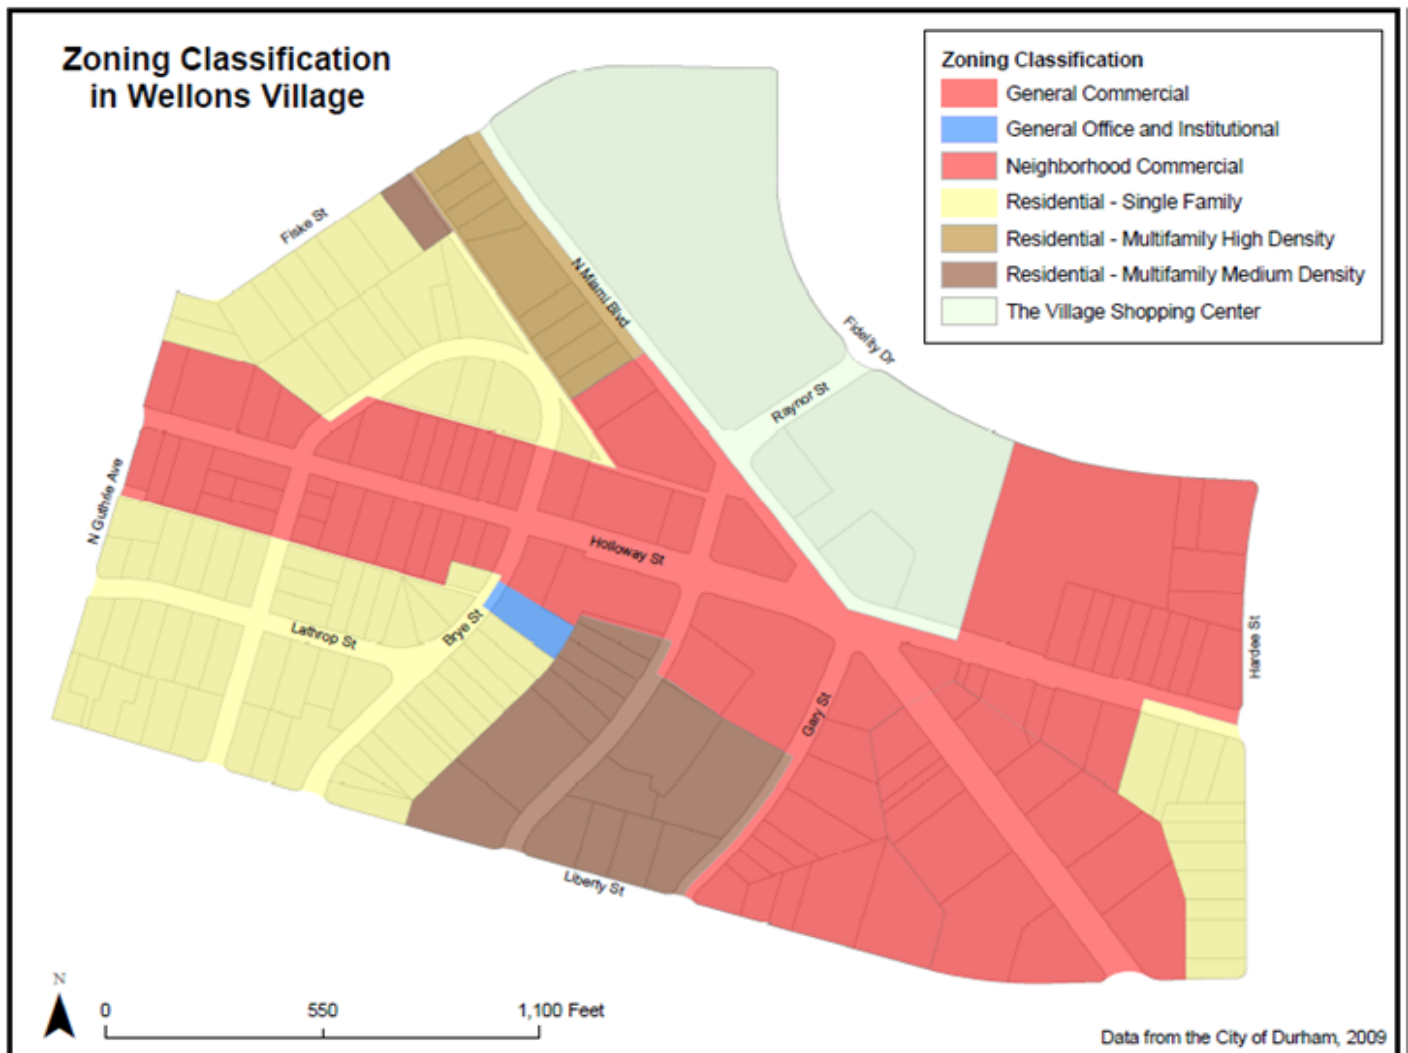 Zoning Classification
in Wellons Village
Zoning Classification
General Commercial
General Office and Institutional
Neighborhood Commercial
Residential - Single Family
Residential - Multifamily High Density
Residential - Multifamily Medium Density
The Village Shopping Center
Fiske St
N Miami Blvd
Fidelity Dr
Raynor St
N Guthrie Ave
Holloway St
Lathrop St
Brye St
Hardee St
Gary St
Liberty St
N
0 550 1,100 Feet
Data from the City of Durham, 2009